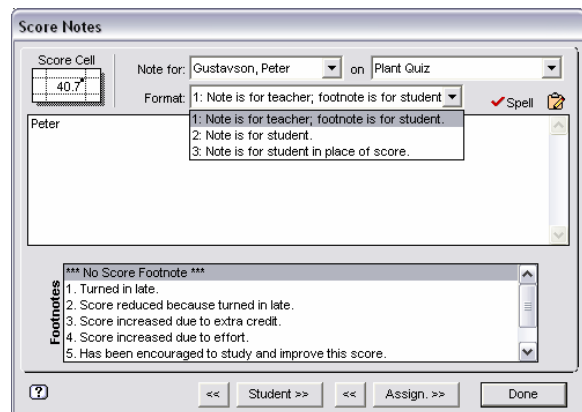 Score Notes
Score Cell
40.7
Note for: Gustavson, Peter on Plant Quiz
Format: 1: Note is for teacher; footnote is for student
Spell
1: Note is for teacher; footnote is for student.
2: Note is for student.
3: Note is for student in place of score.
Peter
Footnotes
*** No Score Footnote ***
1. Turned in late.
2. Score reduced because turned in late.
3. Score increased due to extra credit.
4. Score increased due to effort.
5. Has been encouraged to study and improve this score.
? << Student >> << Assign. >> Done